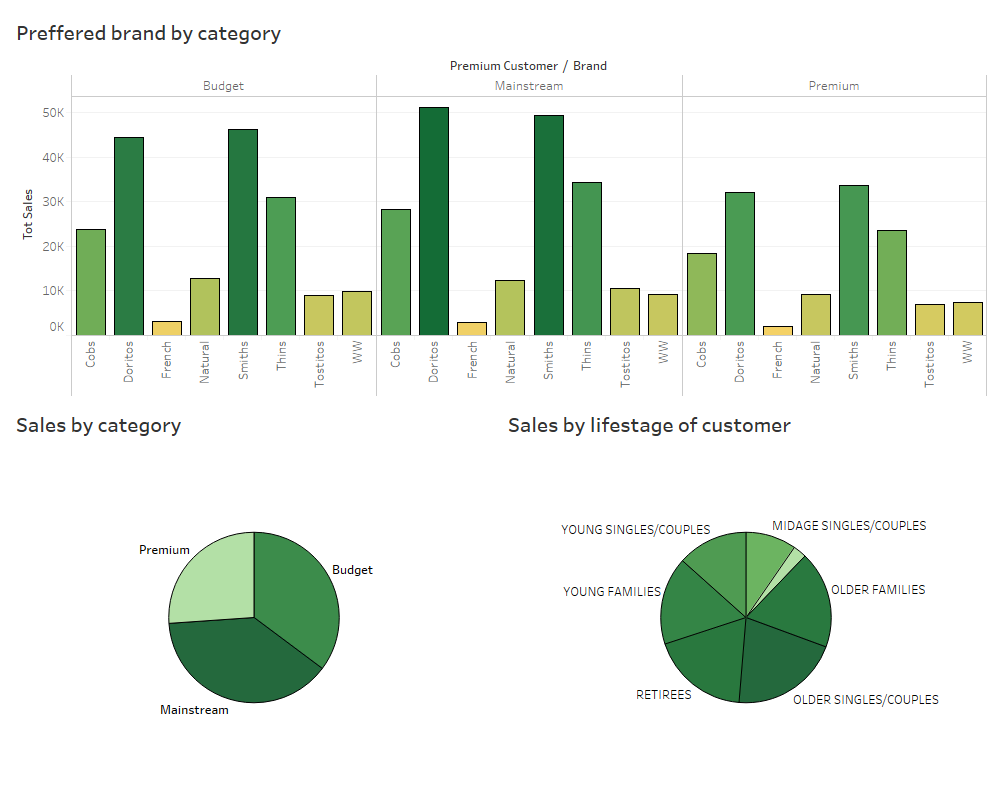 Preffered brand by category
Premium Customer / Brand
Budget Mainstream Premium
Tot Sales
50K
40K
30K
20K
10K
0K
Cobs Doritos French Natural Smiths Thins Tostitos WW Cobs Doritos French Natural Smiths Thins Tostitos WW Cobs Doritos French Natural Smiths Thins Tostitos WW
Sales by category
Premium
Budget
Mainstream
Sales by lifestage of customer
YOUNG SINGLES/COUPLES
MIDAGE SINGLES/COUPLES
YOUNG FAMILIES
OLDER FAMILIES
RETIREES
OLDER SINGLES/COUPLES